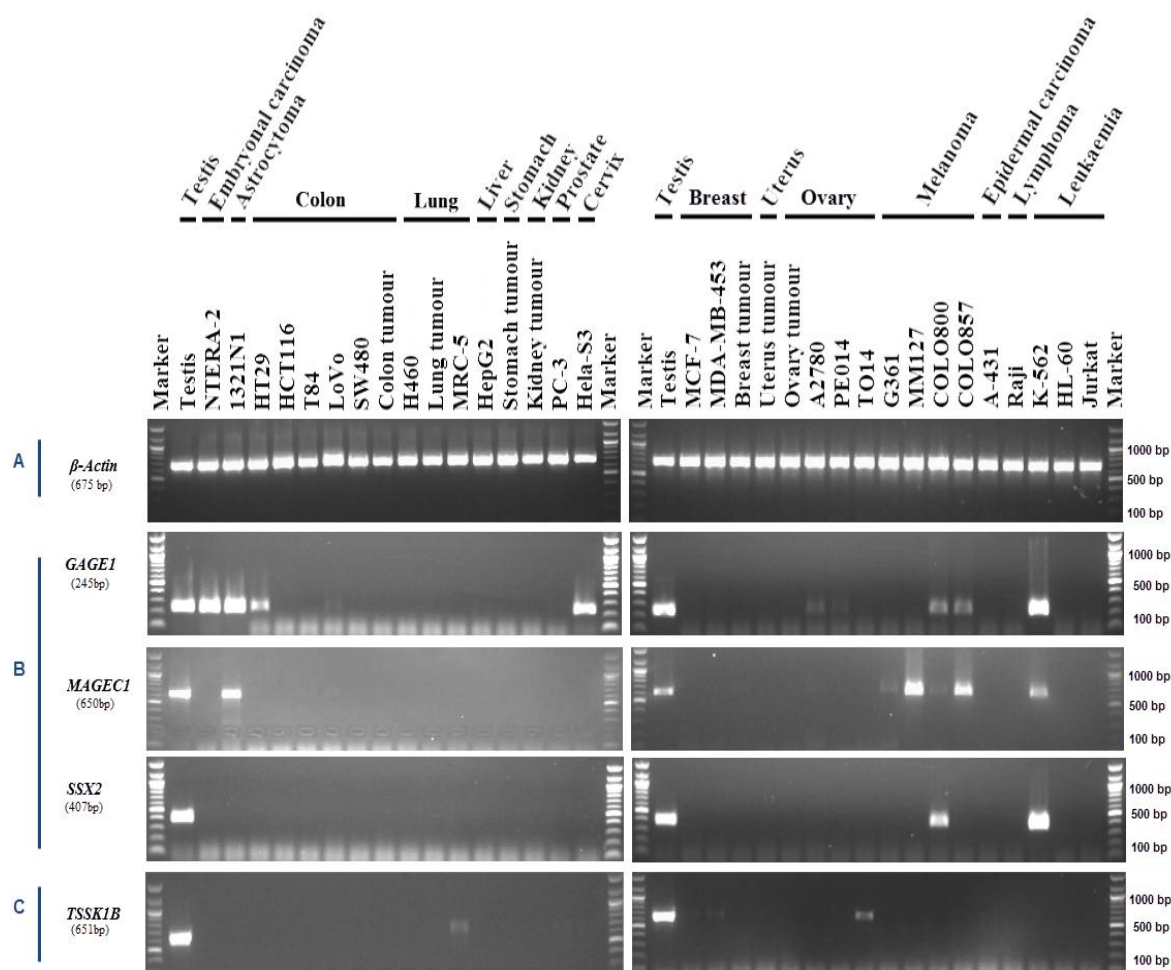 Testis
Embryonal carcinoma
Astrocytoma
Colon
Lung
Liver
Stomach
Kidney
Prostate
Cervix
Testis
Breast
Uterus
Ovary
Melanoma
Epidermal carcinoma
Lymphoma
Leukaemia
Marker
Testis
NTERA-2
1321N1
HT29
HCT116
T84
LoVo
SW480
Colon tumour
H460
Lung tumour
MRC-5
HepG2
Stomach tumour
Kidney tumour
PC-3
Hela-S3
Marker
Marker
Testis
MCF-7
MDA-MB-453
Breast tumour
Uterus tumour
Ovary tumour
A2780
PE014
TO14
G361
MM127
COLO800
COLO857
A-431
Raji
K-562
HL-60
Jurkat
Marker
A
β-Actin
(675 bp)
1000 bp
500 bp
100 bp
B
GAGE1
(245bp)
1000 bp
500 bp
100 bp
MAGEC1
(650bp)
1000 bp
500 bp
100 bp
SSX2
(407bp)
1000 bp
500 bp
100 bp
C
TSSK1B
(651bp)
1000 bp
500 bp
100 bp